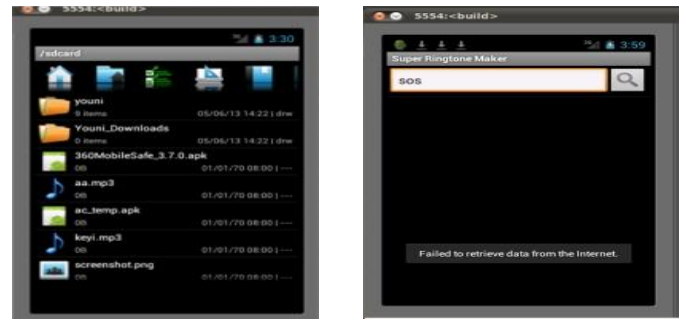 5554:<build>
3:30
/sdcard
youni
9 items 05/06/13 14:22 | drw
Youni_Downloads
0 items 05/06/13 14:22 | drw
360MobileSafe_3.7.0.apk
0B 01/01/70 08:00 | ---
aa.mp3
0B 01/01/70 08:00 | ---
ac_temp.apk
0B 01/01/70 08:00 | ---
keyi.mp3
0B 01/01/70 08:00 | ---
screenshot.png
0B 01/01/70 08:00 | ---
5554:<build>
3:59
Super Ringtone Maker
sos
Failed to retrieve data from the Internet.